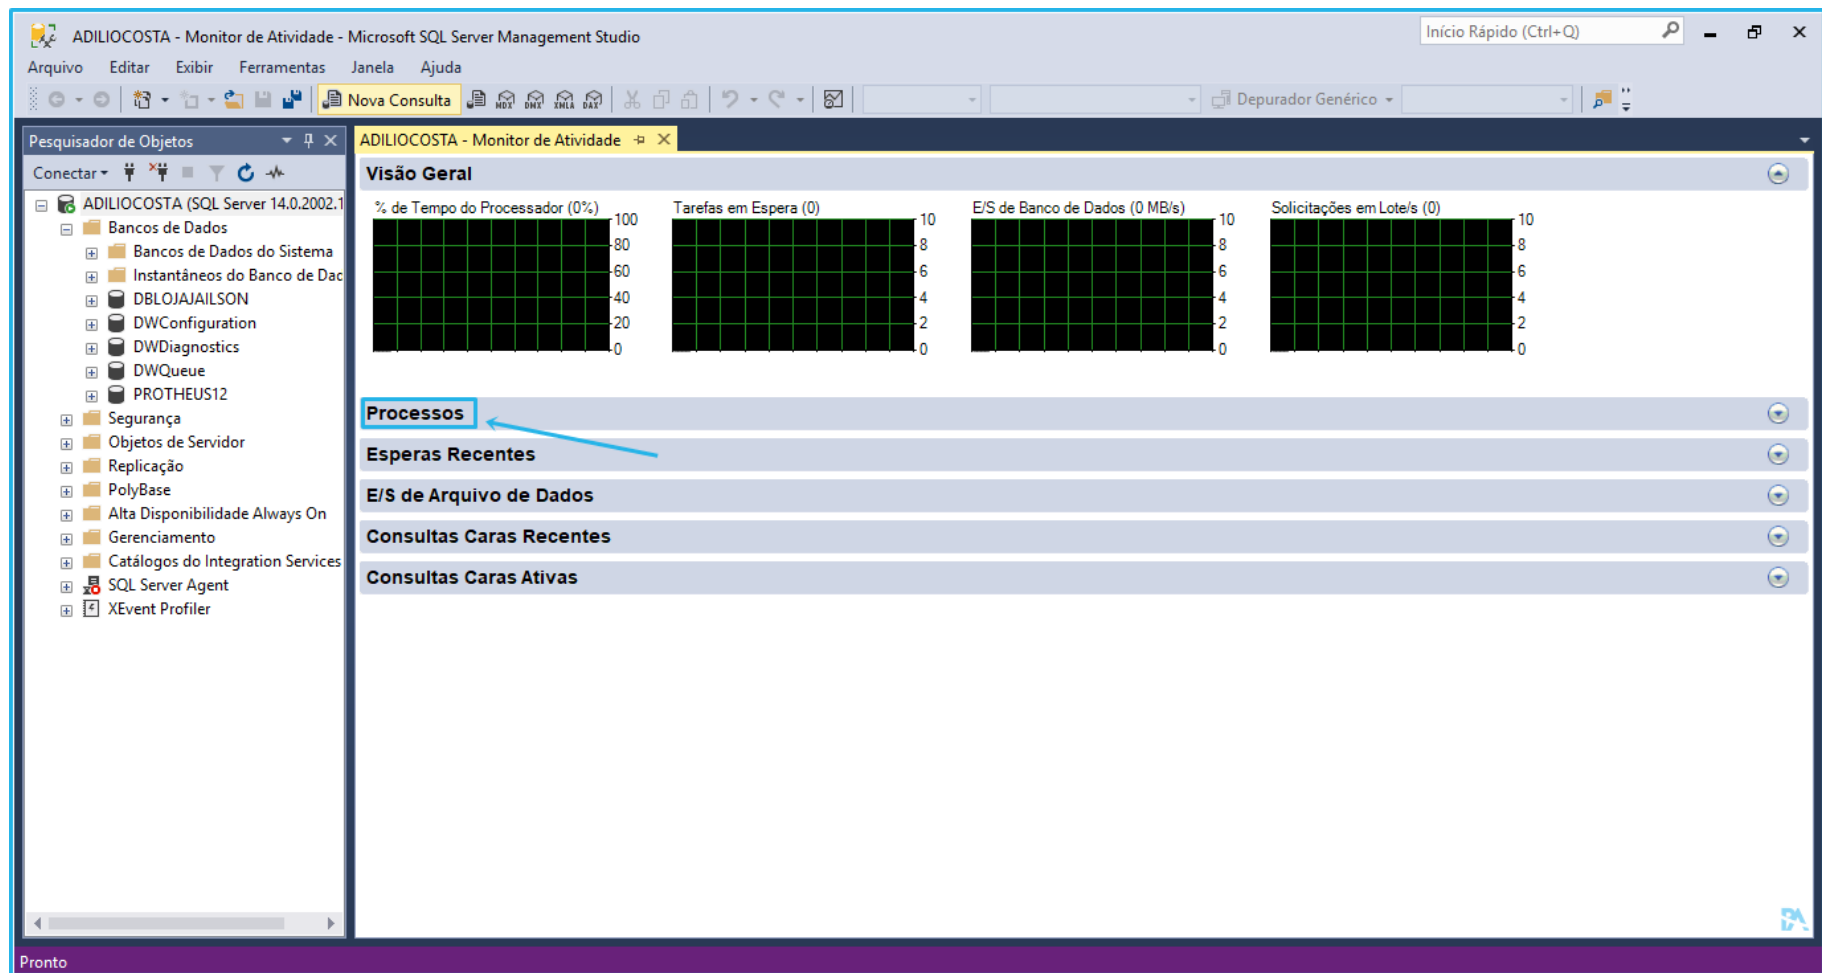 ADILIOCOSTA - Monitor de Atividade - Microsoft SQL Server Management Studio
Início Rápido (Ctrl+Q)
Arquivo Editar Exibir Ferramentas Janela Ajuda
Nova Consulta
MDX DMX XMLA DAX
Depurador Genérico
Pesquisador de Objetos
Conectar
ADILIOCOSTA (SQL Server 14.0.2002.1
Bancos de Dados
Bancos de Dados do Sistema
Instantâneos do Banco de Dad
DBLOJAJAILSON
DWConfiguration
DWDiagnostics
DWQueue
PROTHEUS12
Segurança
Objetos de Servidor
Replicação
PolyBase
Alta Disponibilidade Always On
Gerenciamento
Catálogos do Integration Services
SQL Server Agent
XEvent Profiler
ADILIOCOSTA - Monitor de Atividade
Visão Geral
% de Tempo do Processador (0%)
100
80
60
40
20
0
Tarefas em Espera (0)
10
8
6
4
2
0
E/S de Banco de Dados (0 MB/s)
10
8
6
4
2
0
Solicitações em Lote/s (0)
10
8
6
4
2
0
Processos
Esperas Recentes
E/S de Arquivo de Dados
Consultas Caras Recentes
Consultas Caras Ativas
Pronto